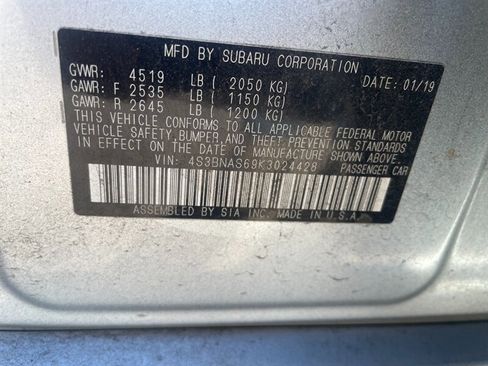 MFD BY SUBARU CORPORATION
GVWR: 4519 LB ( 2050 KG) DATE: 01/19
GAWR: F 2535 LB ( 1150 KG)
GAWR: R 2645 LB ( 1200 KG)
THIS VEHICLE CONFORMS TO ALL APPLICABLE FEDERAL MOTOR
VEHICLE SAFETY, BUMPER, AND THEFT PREVENTION STANDARDS
IN EFFECT ON THE DATE OF MANUFACTURE SHOWN ABOVE.
VIN: 4S3BNAS69K3024428 PASSENGER CAR
ASSEMBLED BY SIA INC. MADE IN U.S.A.